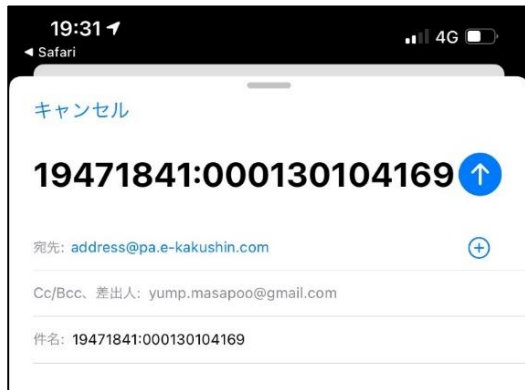 19:31
4G
◀ Safari
キャンセル
19471841:000130104169
宛先: address@pa.e-kakushin.com
Cc/Bcc、差出人: yump.masapoo@gmail.com
件名: 19471841:000130104169